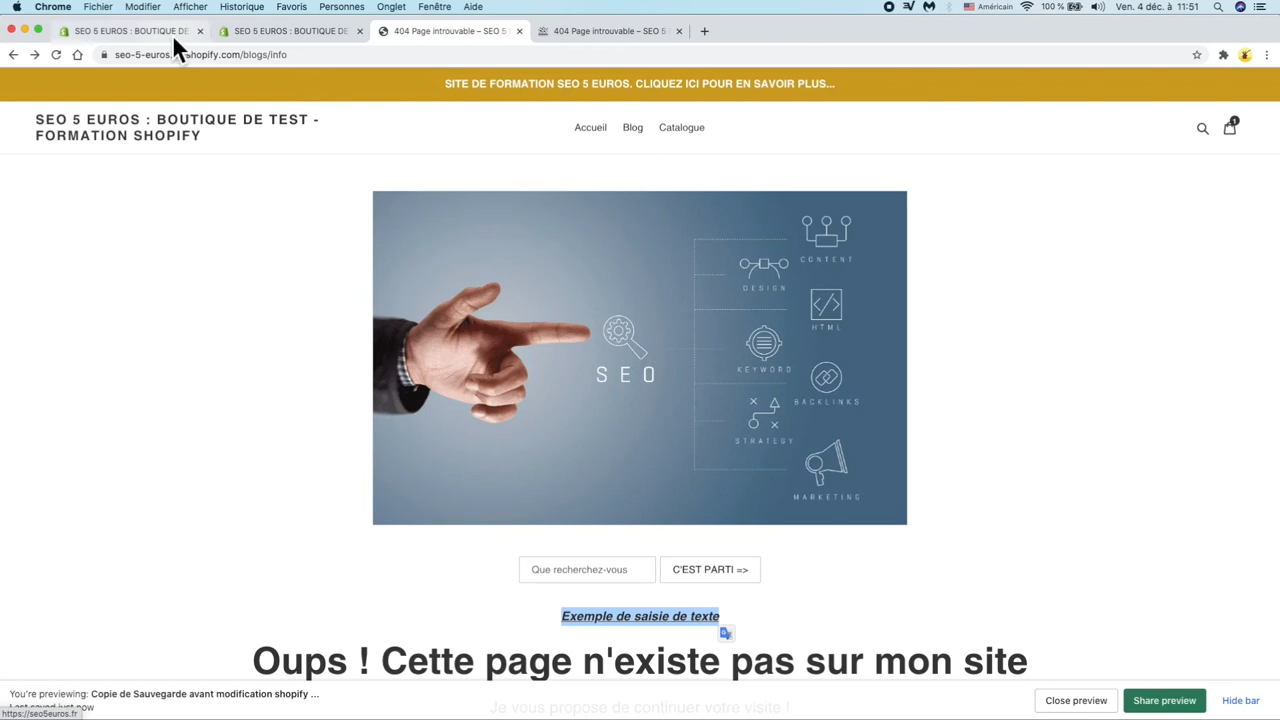 Chrome Fichier Modifier Afficher Historique Favoris Personnes Onglet Fenêtre Aide
Américain 100 % Ven. 4 déc. à 11:51
SEO 5 EUROS : BOUTIQUE DE
SEO 5 EUROS : BOUTIQUE DE
404 Page introuvable – SEO 5
404 Page introuvable – SEO 5
seo-5-euros shopify.com/blogs/info
SITE DE FORMATION SEO 5 EUROS. CLIQUEZ ICI POUR EN SAVOIR PLUS...
SEO 5 EUROS : BOUTIQUE DE TEST -
FORMATION SHOPIFY
Accueil Blog Catalogue
1
CONTENT
DESIGN
HTML
KEYWORD
SEO
BACKLINKS
STRATEGY
MARKETING
Que recherchez-vous
C'EST PARTI =>
Exemple de saisie de texte
Oups ! Cette page n'existe pas sur mon site
You're previewing: Copie de Sauvegarde avant modification shopify ...
Last saved just now
Je vous propose de continuer votre visite !
Close preview
Share preview
Hide bar
https://seo5euros.fr